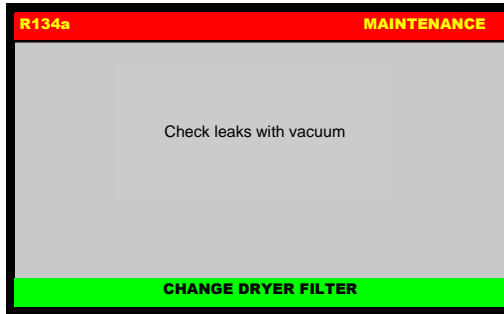 R134a MAINTENANCE
Check leaks with vacuum
CHANGE DRYER FILTER